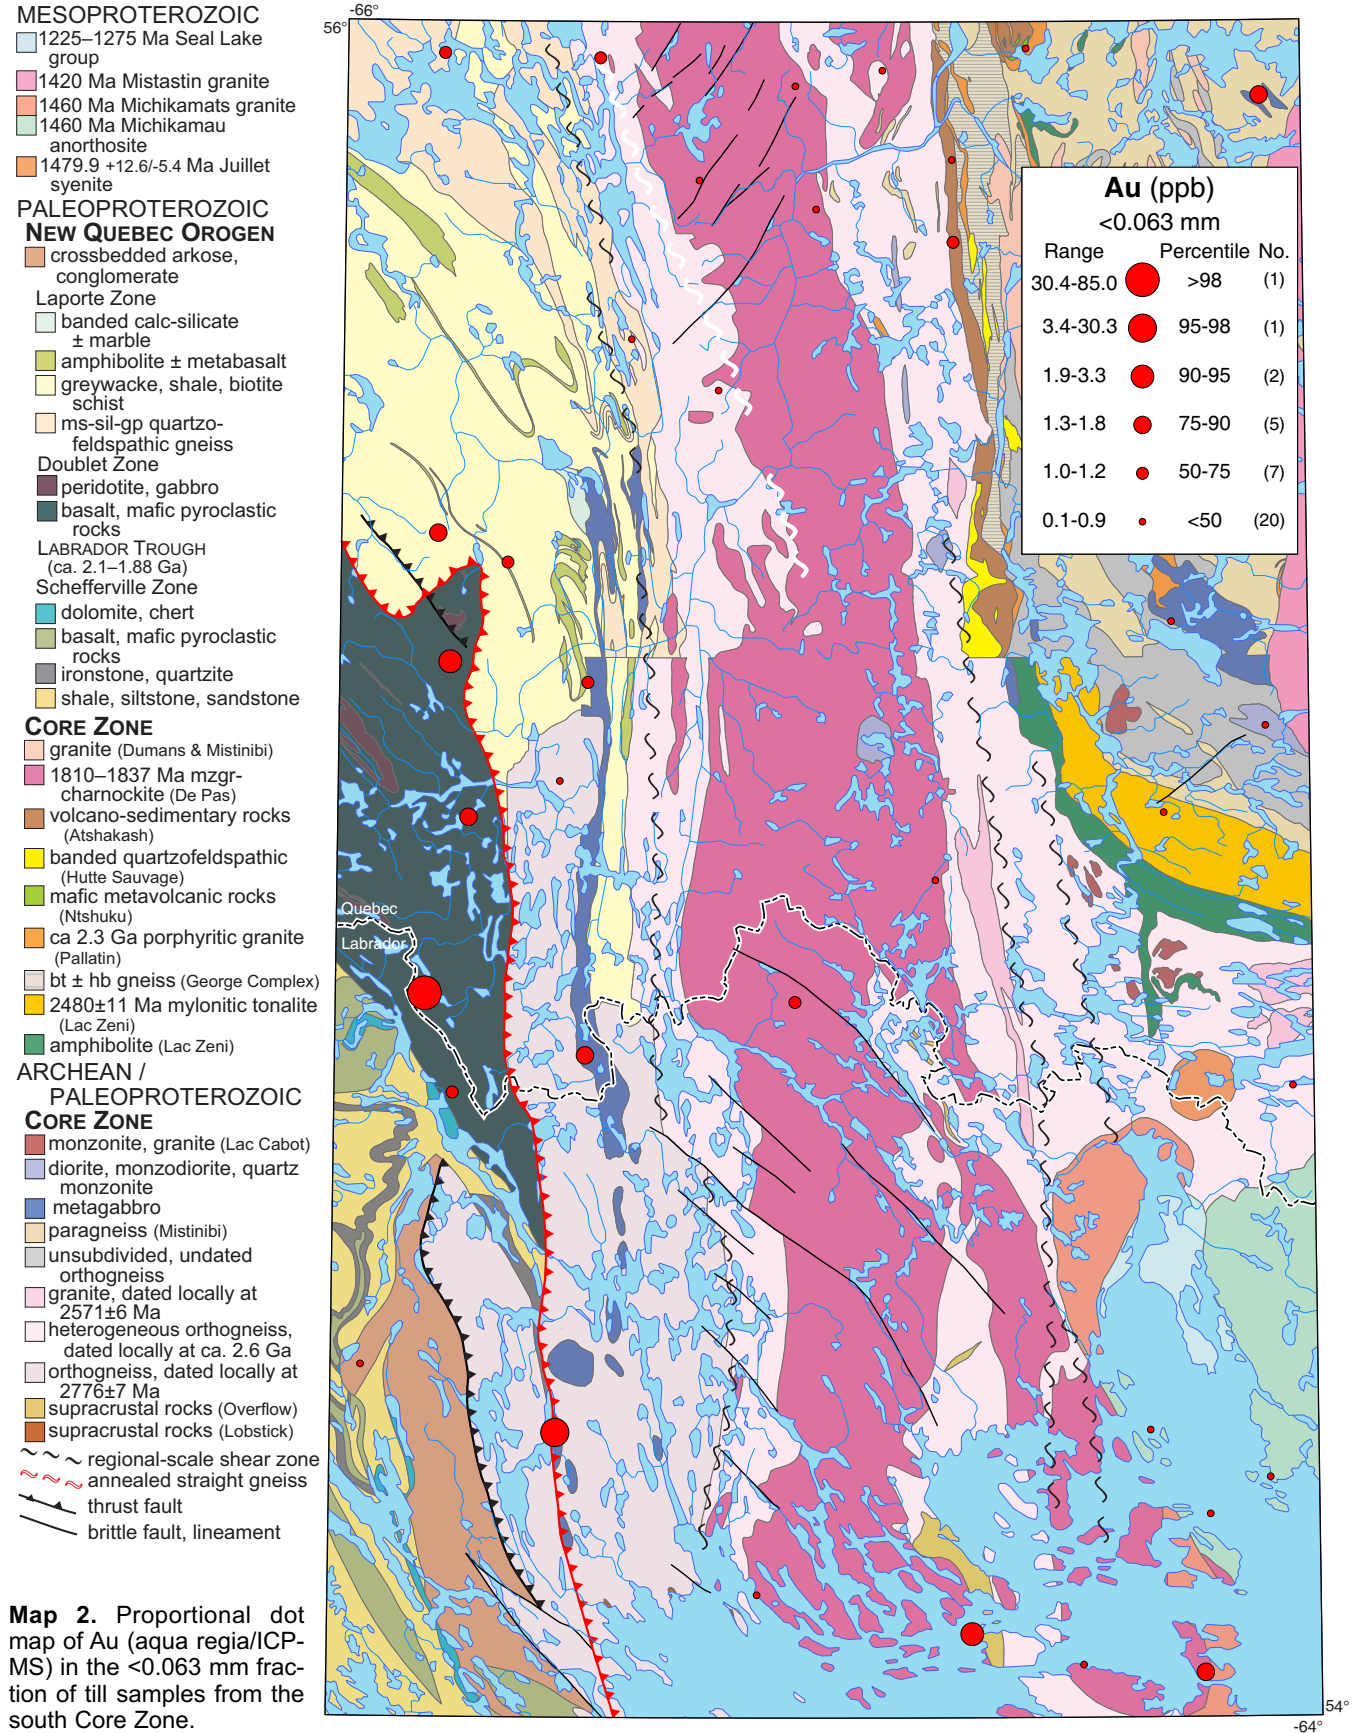 MESOPROTEROZOIC
1225–1275 Ma Seal Lake
group
1420 Ma Mistastin granite
1460 Ma Michikamats granite
1460 Ma Michikamau
anorthosite
1479.9 +12.6/-5.4 Ma Juillet
syenite
PALEOPROTEROZOIC
NEW QUEBEC OROGEN
crossbedded arkose,
conglomerate
Laporte Zone
banded calc-silicate
± marble
amphibolite ± metabasalt
greywacke, shale, biotite
schist
ms-sil-gp quartzo-
feldspathic gneiss
Doublet Zone
peridotite, gabbro
basalt, mafic pyroclastic
rocks
LABRADOR TROUGH
(ca. 2.1–1.88 Ga)
Schefferville Zone
dolomite, chert
basalt, mafic pyroclastic
rocks
ironstone, quartzite
shale, siltstone, sandstone
CORE ZONE
granite (Dumans & Mistinibi)
1810–1837 Ma mzgr-
charnockite (De Pas)
volcano-sedimentary rocks
(Atshakash)
banded quartzofeldspathic
(Hutte Sauvage)
mafic metavolcanic rocks
(Ntshuku)
ca 2.3 Ga porphyritic granite
(Pallatin)
bt ± hb gneiss (George Complex)
2480±11 Ma mylonitic tonalite
(Lac Zeni)
amphibolite (Lac Zeni)
ARCHEAN /
PALEOPROTEROZOIC
CORE ZONE
monzonite, granite (Lac Cabot)
diorite, monzodiorite, quartz
monzonite
metagabbro
paragneiss (Mistinibi)
unsubdivided, undated
orthogneiss
granite, dated locally at
2571±6 Ma
heterogeneous orthogneiss,
dated locally at ca. 2.6 Ga
orthogneiss, dated locally at
2776±7 Ma
supracrustal rocks (Overflow)
supracrustal rocks (Lobstick)
regional-scale shear zone
annealed straight gneiss
thrust fault
brittle fault, lineament
Map 2. Proportional dot
map of Au (aqua regia/ICP-
MS) in the <0.063 mm frac-
tion of till samples from the
south Core Zone.
-66°
56°
Au (ppb)
<0.063 mm
Range Percentile No.
30.4-85.0 >98 (1)
3.4-30.3 95-98 (1)
1.9-3.3 90-95 (2)
1.3-1.8 75-90 (5)
1.0-1.2 50-75 (7)
0.1-0.9 <50 (20)
Quebec
Labrador
54°
-64°